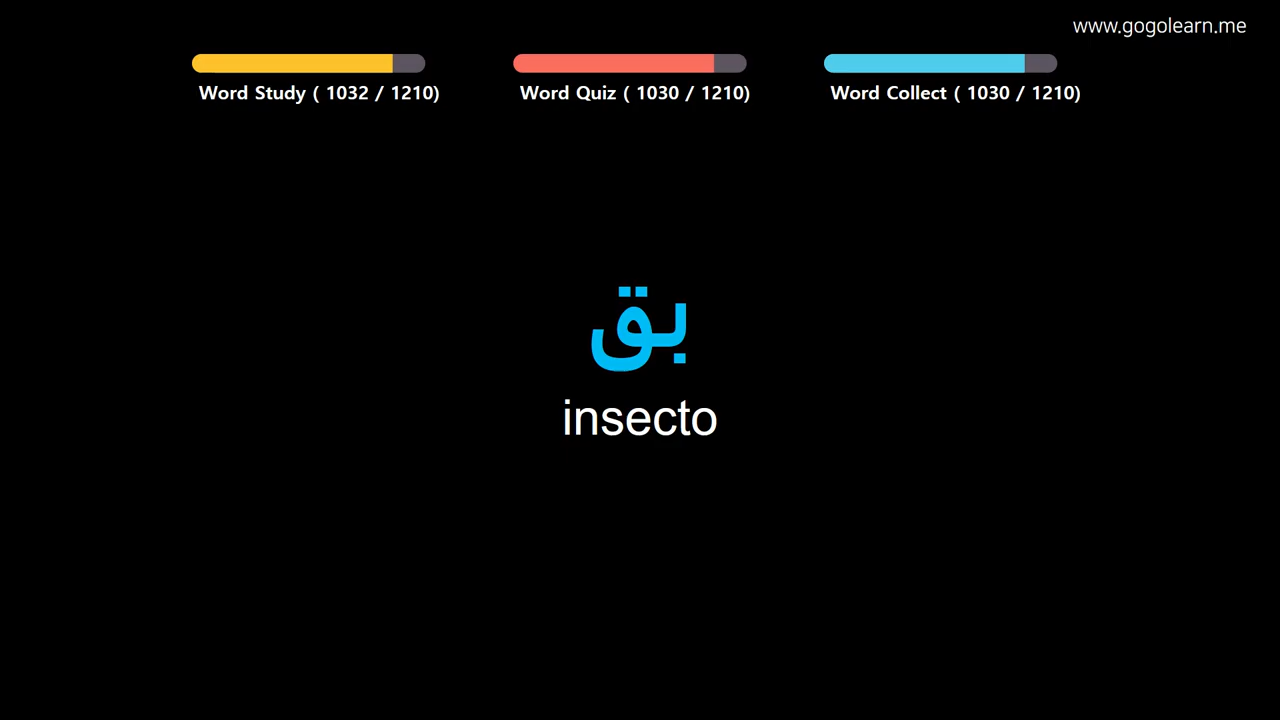 www.gogolearn.me
Word Study ( 1032 / 1210)
Word Quiz ( 1030 / 1210)
Word Collect ( 1030 / 1210)
بق
insecto